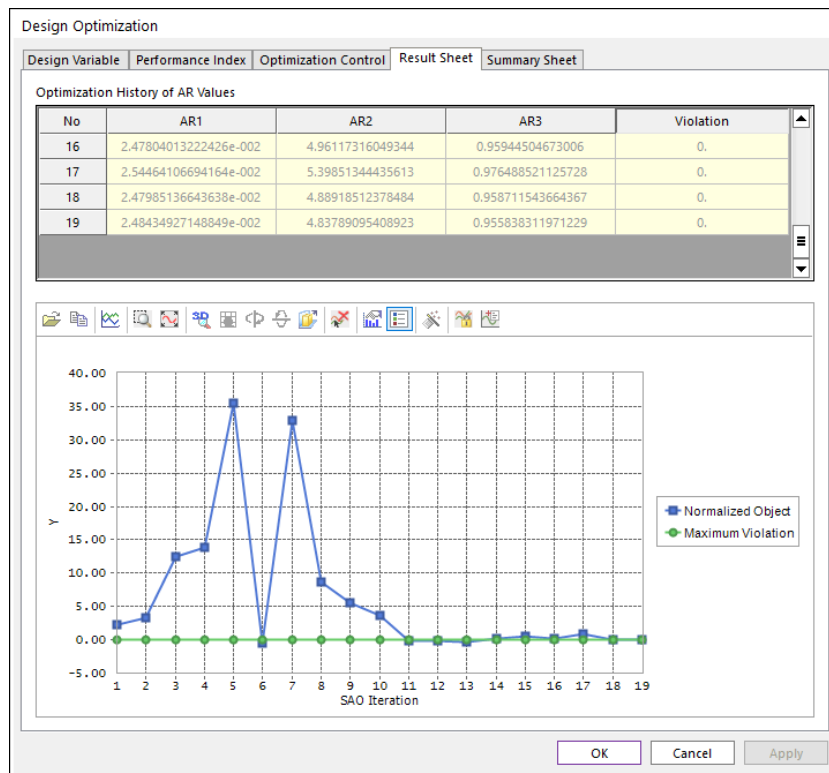 Design Optimization
Design Variable Performance Index Optimization Control Result Sheet Summary Sheet
Optimization History of AR Values
No AR1 AR2 AR3 Violation
16 2.47804013222426e-002 4.96117316049344 0.95944504673006 0.
17 2.54464106694164e-002 5.39851344435613 0.976488521125728 0.
18 2.47985136643638e-002 4.88918512378484 0.958711543664367 0.
19 2.48434927148849e-002 4.83789095408923 0.955838311971229 0.
3D
40.00
35.00
30.00
25.00
20.00
15.00
10.00
5.00
0.00
-5.00
Y
1 2 3 4 5 6 7 8 9 10 11 12 13 14 15 16 17 18 19
SAO Iteration
Normalized Object
Maximum Violation
OK Cancel Apply